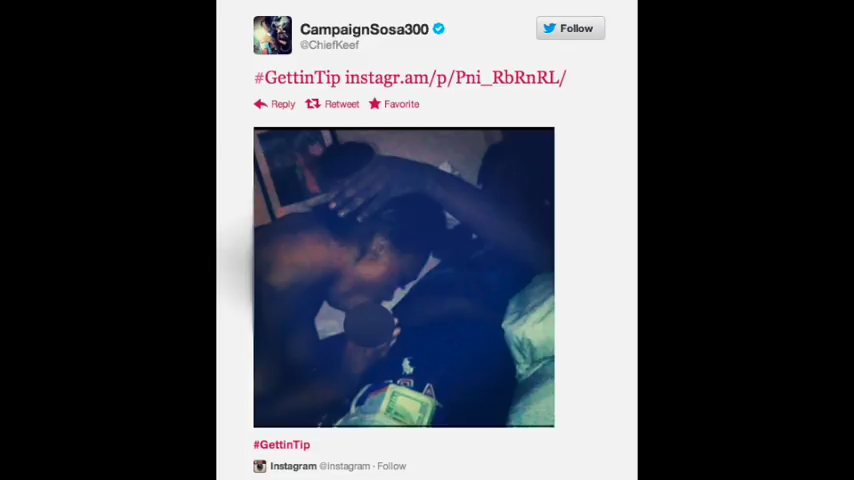 CampaignSosa300
@ChiefKeef
Follow
#GettinTip instagr.am/p/Pni_RbRnRL/
Reply Retweet Favorite
#GettinTip
Instagram @instagram · Follow